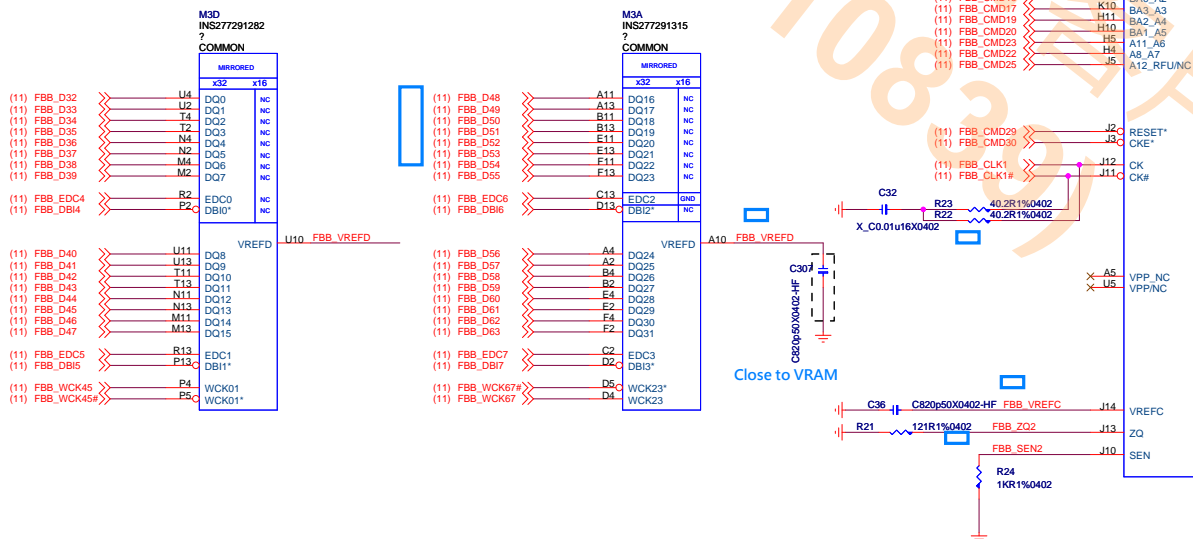 M3D
INS277291282
?
COMMON
MIRRORED
x32 x16
(11) FBB_D32 U4 DQ0 NC
(11) FBB_D33 U2 DQ1 NC
(11) FBB_D34 T4 DQ2 NC
(11) FBB_D35 T2 DQ3 NC
(11) FBB_D36 N4 DQ4 NC
(11) FBB_D37 N2 DQ5 NC
(11) FBB_D38 M4 DQ6 NC
(11) FBB_D39 M2 DQ7 NC
(11) FBB_EDC4 R2 EDC0 NC
(11) FBB_DBI4 P2 DBI0* NC
VREFD U10 FBB_VREFD
(11) FBB_D40 U11 DQ8
(11) FBB_D41 U13 DQ9
(11) FBB_D42 T11 DQ10
(11) FBB_D43 T13 DQ11
(11) FBB_D44 N11 DQ12
(11) FBB_D45 N13 DQ13
(11) FBB_D46 M11 DQ14
(11) FBB_D47 M13 DQ15
(11) FBB_EDC5 R13 EDC1
(11) FBB_DBI5 P13 DBI1*
(11) FBB_WCK45 P4 WCK01
(11) FBB_WCK45# P5 WCK01*
M3A
INS277291315
?
COMMON
MIRRORED
x32 x16
(11) FBB_D48 A11 DQ16 NC
(11) FBB_D49 A13 DQ17 NC
(11) FBB_D50 B11 DQ18 NC
(11) FBB_D51 B13 DQ19 NC
(11) FBB_D52 E11 DQ20 NC
(11) FBB_D53 E13 DQ21 NC
(11) FBB_D54 F11 DQ22 NC
(11) FBB_D55 F13 DQ23 NC
(11) FBB_EDC6 C13 EDC2 GND
(11) FBB_DBI6 D13 DBI2* NC
VREFD A10 FBB_VREFD
(11) FBB_D56 A4 DQ24
(11) FBB_D57 A2 DQ25
(11) FBB_D58 B4 DQ26
(11) FBB_D59 B2 DQ27
(11) FBB_D60 E4 DQ28
(11) FBB_D61 E2 DQ29
(11) FBB_D62 F4 DQ30
(11) FBB_D63 F2 DQ31
(11) FBB_EDC7 C2 EDC3
(11) FBB_DBI7 D2 DBI3*
(11) FBB_WCK67# D5 WCK23*
(11) FBB_WCK67 D4 WCK23
C307
C820p50X0402-HF
Close to VRAM
(11) FBB_CMD17 K10 BA3_A3
(11) FBB_CMD19 H11 BA2_A4
(11) FBB_CMD20 H10 BA1_A5
(11) FBB_CMD23 H5 A11_A6
(11) FBB_CMD22 H4 A8_A7
(11) FBB_CMD25 J5 A12_RFU/NC
(11) FBB_CMD29 J2 RESET*
(11) FBB_CMD30 J3 CKE*
(11) FBB_CLK1 J12 CK
(11) FBB_CLK1# J11 CK#
C32
X_C0.01u16X0402
R23 40.2R1%0402
R22 40.2R1%0402
A5 VPP_NC
U5 VPP/NC
C36 C820p50X0402-HF FBB_VREFC J14 VREFC
R21 121R1%0402 FBB_ZQ2 J13 ZQ
FBB_SEN2 J10 SEN
R24
1KR1%0402
10839)